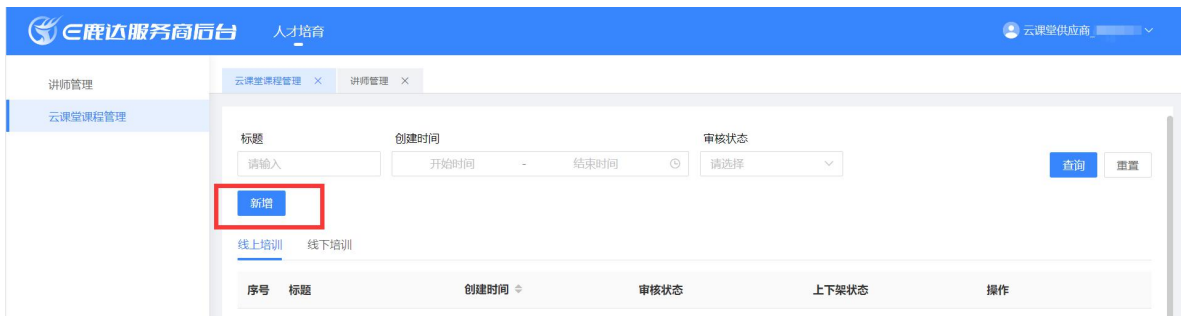 E鹿达服务商后台 人才培育 云课堂供应商_
讲师管理 云课堂课程管理 讲师管理
云课堂课程管理
标题 创建时间 审核状态
请输入 开始时间 - 结束时间 请选择 查询 重置
新增
线上培训 线下培训
序号 标题 创建时间 审核状态 上下架状态 操作